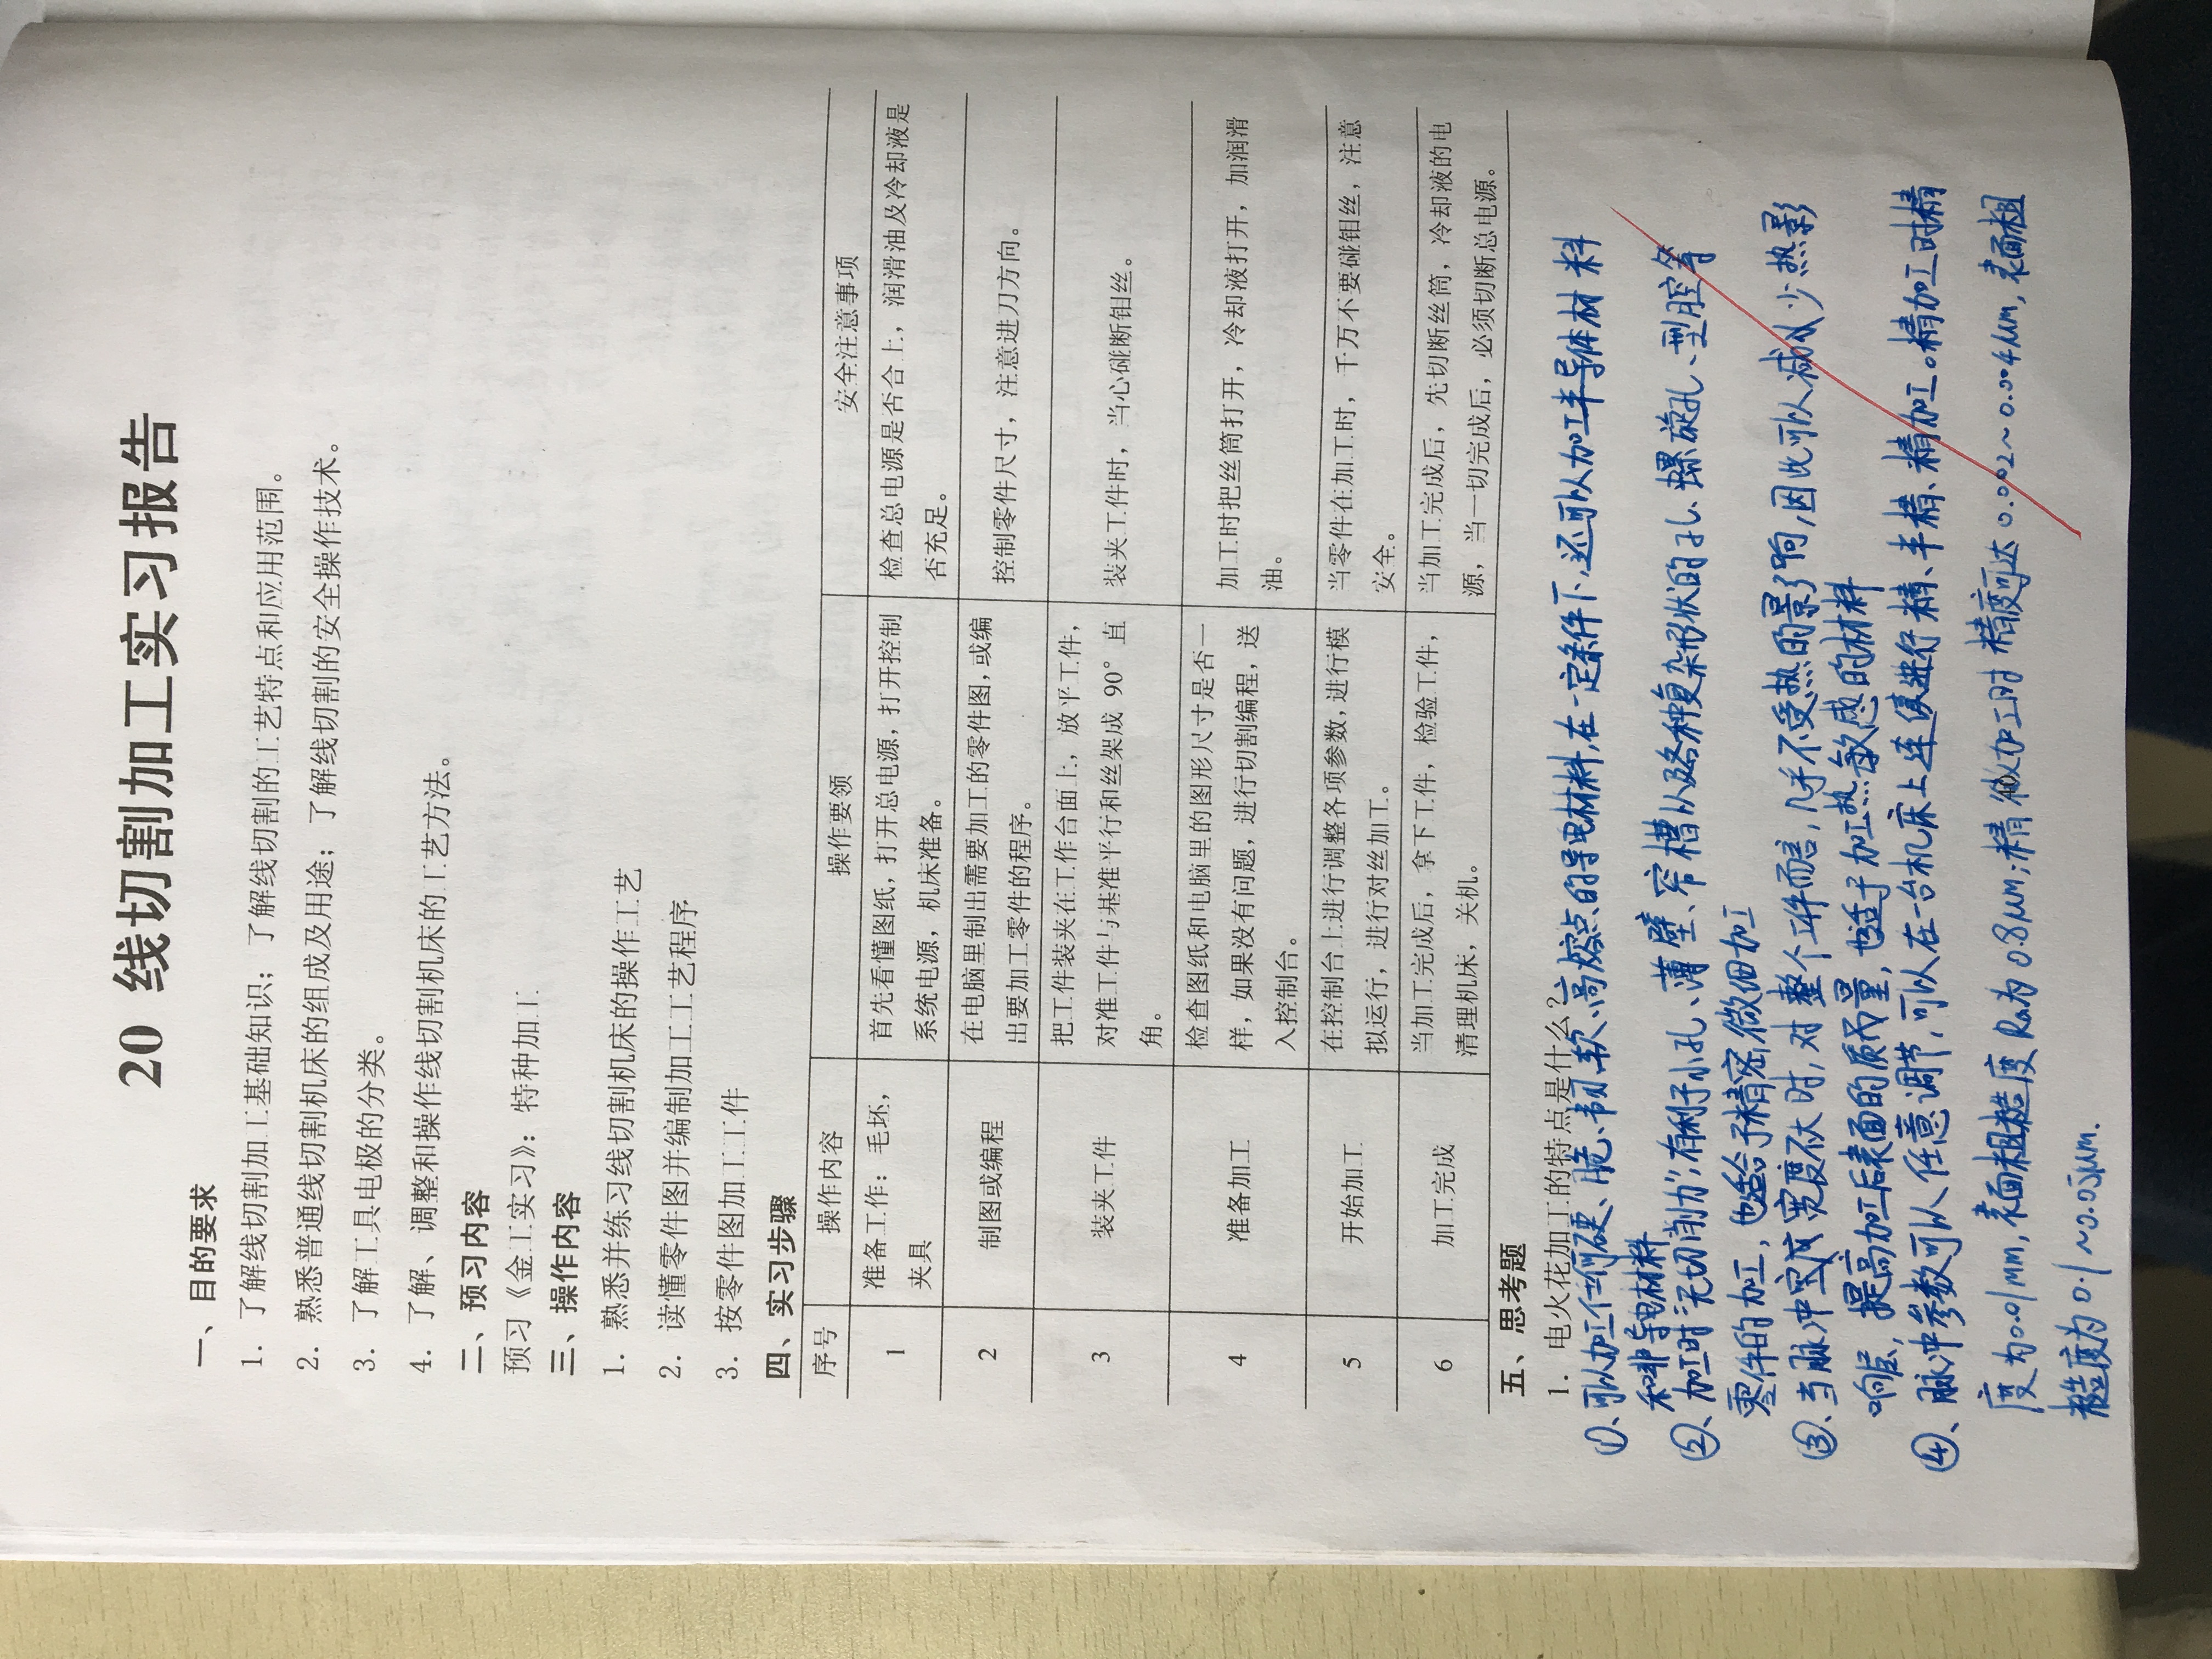 20 线切割加工实习报告
一、目的要求
1. 了解线切割加工基础知识；了解线切割的工艺特点和应用范围。
2. 熟悉普通线切割机床的组成及用途；了解线切割的安全操作技术。
3. 了解工具电极的分类。
4. 了解、调整和操作线切割机床的工艺方法。
二、预习内容
预习《金工实习》：特种加工
三、操作内容
1. 熟悉并练习线切割机床的操作工艺
2. 读懂零件图并编制加工工艺程序
3. 按零件图加工工件
四、实习步骤
序号 操作内容 操作要领 安全注意事项
1
准备工作：毛坯，
夹具
首先看懂图纸，打开总电源，打开控制
系统电源，机床准备。
检查总电源是否合上，润滑油及冷却液是
否充足。
2
制图或编程
在电脑里制出需要加工的零件图，或编
出要加工零件的程序。
控制零件尺寸，注意进刀方向。
3
装夹工件
把工件装夹在工作台面上，放平工件，
对准工件与基准平行和丝架成 90° 直
角。
装夹工件时，当心碰断钼丝。
4
准备加工
检查图纸和电脑里的图形尺寸是否一
样，如果没有问题，进行切割编程，送
入控制台。
加工时把丝筒打开，冷却液打开，加润滑
油。
5
开始加工
在控制台上进行调整各项参数，进行模
拟运行，进行对丝加工。
当零件在加工时，千万不要碰钼丝，注意
安全。
6
加工完成
当加工完成后，拿下工件，检验工件，
清理机床，关机。
当加工完成后，先切断丝筒，冷却液的电
源，当一切完成后，必须切断总电源。
五、思考题
1. 电火花加工的特点是什么？
①、可以加工任何硬、脆、韧、软、高熔点的导电材料，在一定条件下，还可以加工半导体材料
和非导电材料
②、加工时"无切削力"，有利于小孔、薄壁、窄槽以及各种复杂形状的孔、螺旋孔、型腔等
零件的加工，也适合于精密微细加工
③、当脉冲宽度不大时，对整个工件而言，几乎不受热的影响，因此可以减少热影
响层，提高加工后表面的质量，也适于加工热敏感的材料
④、脉冲参数可以任意调节，可以在一台机床上连续进行精、半精、精加工。精加工时精
度为0.01mm，表面粗糙度Ra为0.8μm；精微加工时精度可达0.002~0.004μm，表面粗
糙度为0.1~0.05μm.
40